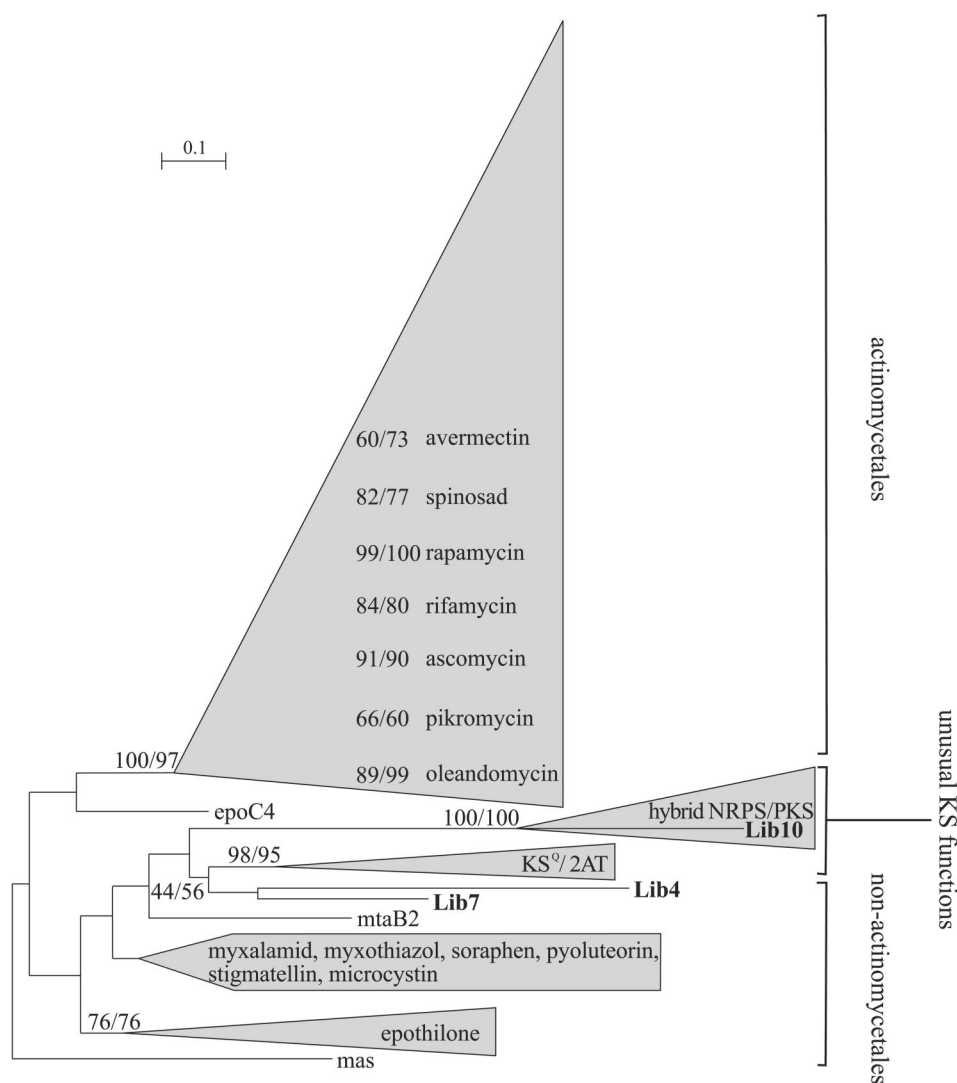 0.1
actinomycetales
60/73 avermectin
82/77 spinosad
99/100 rapamycin
84/80 rifamycin
91/90 ascomycin
66/60 pikromycin
89/99 oleandomycin
100/97
epoC4
100/100
hybrid NRPS/PKS
Lib10
unusual KS functions
98/95
KSQ/2AT
44/56
Lib4
Lib7
mtaB2
non-actinomycetales
myxalamid, myxothiazol, soraphen, pyoluteorin,
stigmatellin, microcystin
76/76
epothilone
mas